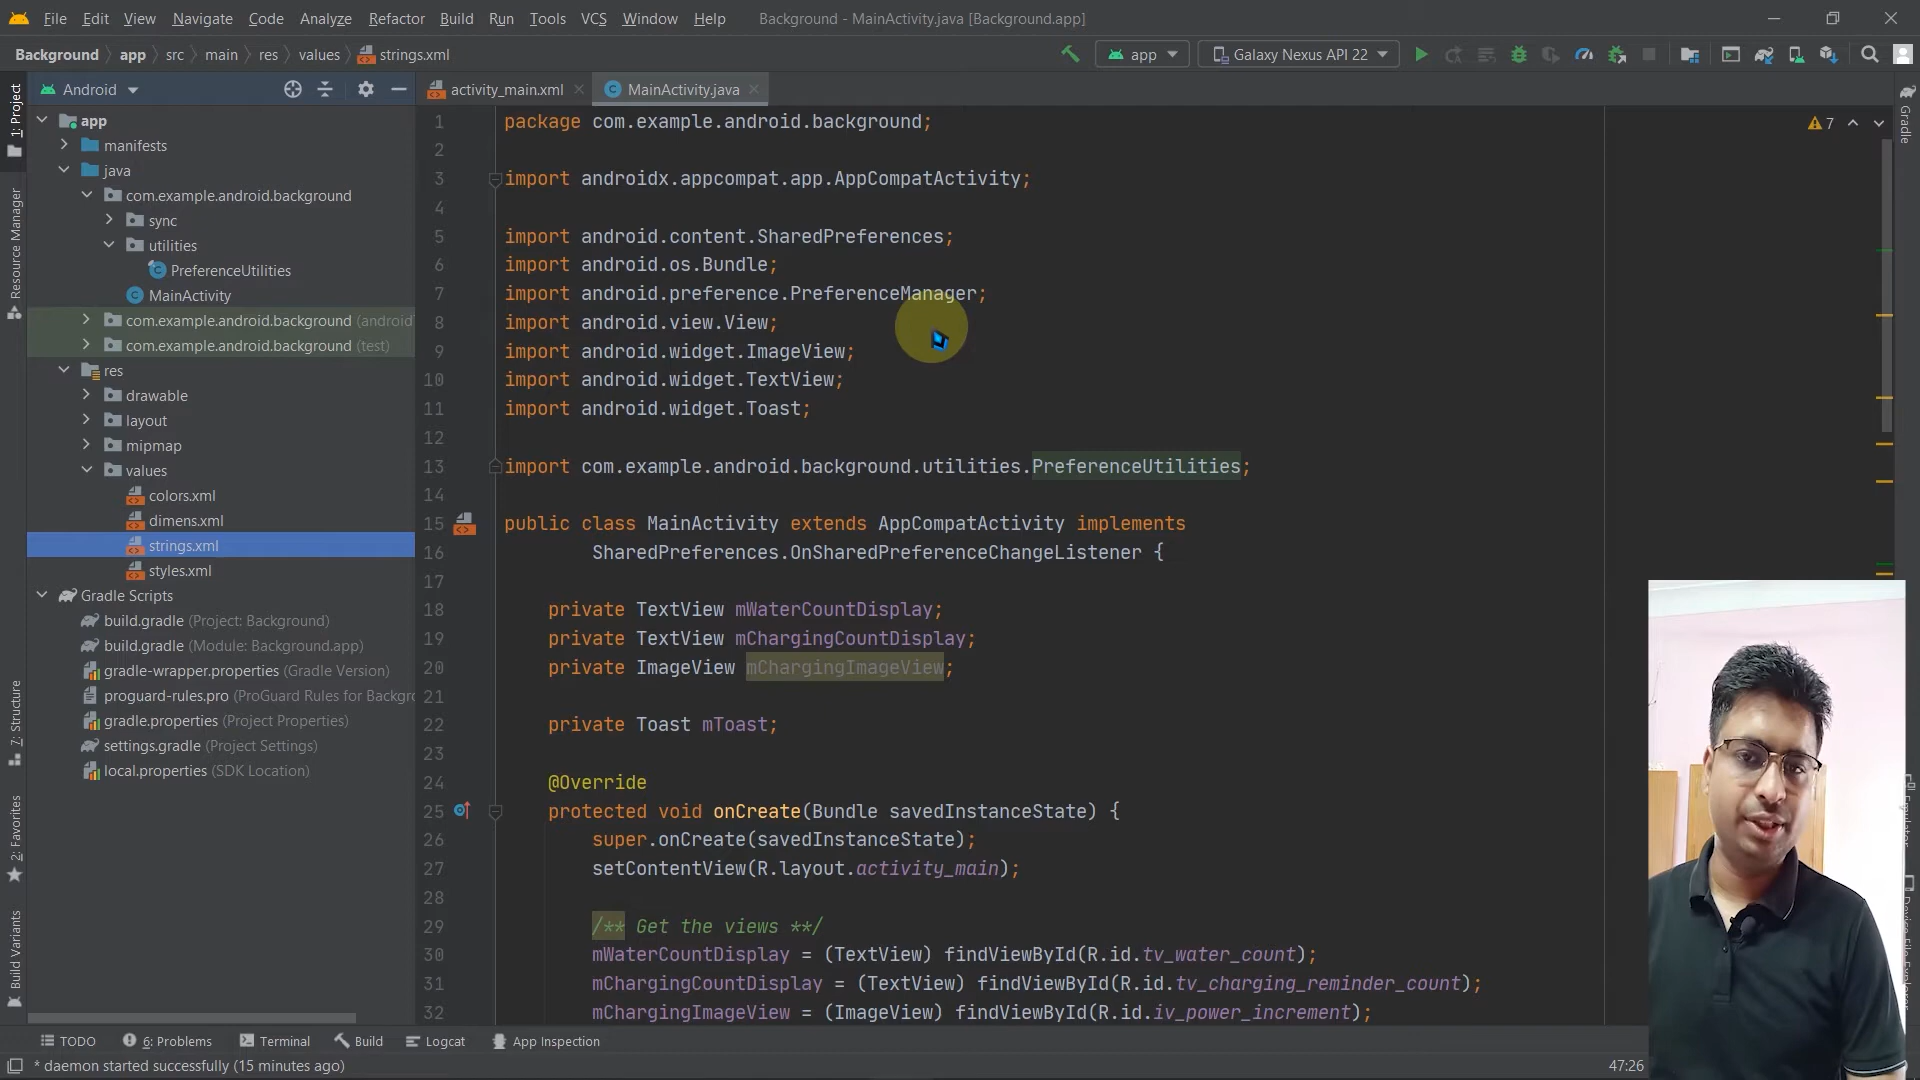 File Edit View Navigate Code Analyze Refactor Build Run Tools VCS Window Help Background - MainActivity.java [Background.app]
Background app src main res values strings.xml app Galaxy Nexus API 22
1: Project
Resource Manager
7: Structure
2: Favorites
Build Variants
Android
app
manifests
java
com.example.android.background
sync
utilities
PreferenceUtilities
MainActivity
com.example.android.background (android
com.example.android.background (test)
res
drawable
layout
mipmap
values
colors.xml
dimens.xml
strings.xml
styles.xml
Gradle Scripts
build.gradle (Project: Background)
build.gradle (Module: Background.app)
gradle-wrapper.properties (Gradle Version)
proguard-rules.pro (ProGuard Rules for Backgro
gradle.properties (Project Properties)
settings.gradle (Project Settings)
local.properties (SDK Location)
activity_main.xml MainActivity.java
7
1 package com.example.android.background;
2
3 import androidx.appcompat.app.AppCompatActivity;
4
5 import android.content.SharedPreferences;
6 import android.os.Bundle;
7 import android.preference.PreferenceManager;
8 import android.view.View;
9 import android.widget.ImageView;
10 import android.widget.TextView;
11 import android.widget.Toast;
12
13 import com.example.android.background.utilities.PreferenceUtilities;
14
15 public class MainActivity extends AppCompatActivity implements
16 SharedPreferences.OnSharedPreferenceChangeListener {
17
18 private TextView mWaterCountDisplay;
19 private TextView mChargingCountDisplay;
20 private ImageView mChargingImageView;
21
22 private Toast mToast;
23
24 @Override
25 protected void onCreate(Bundle savedInstanceState) {
26 super.onCreate(savedInstanceState);
27 setContentView(R.layout.activity_main);
28
29 /** Get the views **/
30 mWaterCountDisplay = (TextView) findViewById(R.id.tv_water_count);
31 mChargingCountDisplay = (TextView) findViewById(R.id.tv_charging_reminder_count);
32 mChargingImageView = (ImageView) findViewById(R.id.iv_power_increment);
Gradle
TODO 6: Problems Terminal Build Logcat App Inspection
* daemon started successfully (15 minutes ago) 47:26